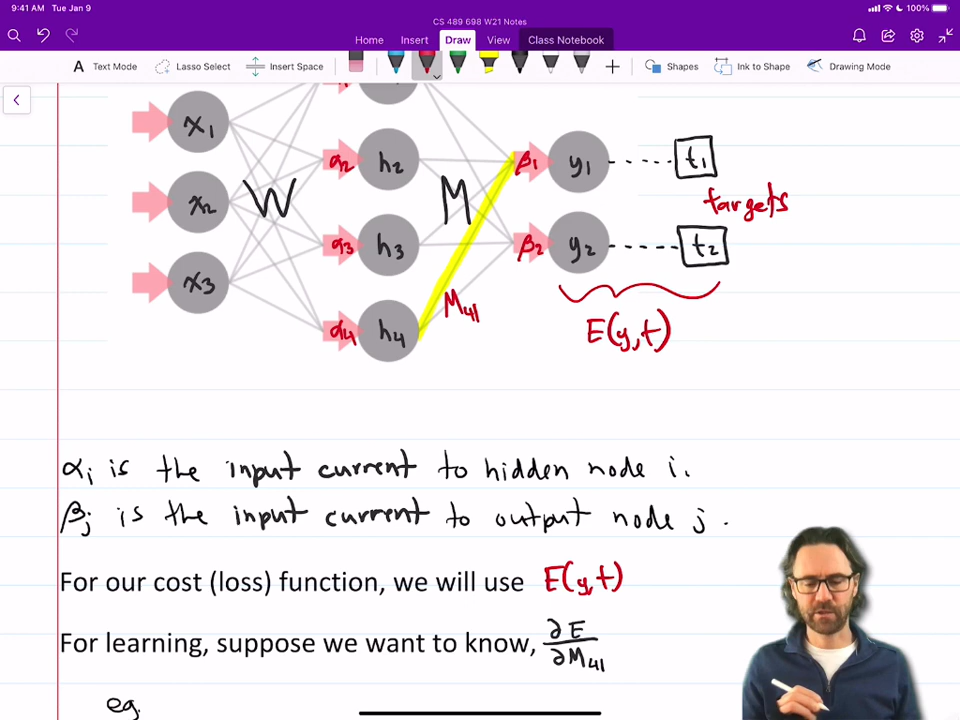 9:41 AM Tue Jan 9
100%
CS 489 698 W21 Notes
Home Insert Draw View Class Notebook
A Text Mode Lasso Select Insert Space Shapes Ink to Shape Drawing Mode
x₁ α₂ h₂ β₁ y₁ t₁
x₂ W M targets
α₃ h₃ β₂ y₂ t₂
x₃
M₄₁
α₄ h₄ E(y,t)
αᵢ is the input current to hidden node i.
βⱼ is the input current to output node j.
For our cost (loss) function, we will use E(y,t)
For learning, suppose we want to know, ∂E/∂M₄₁
eg.